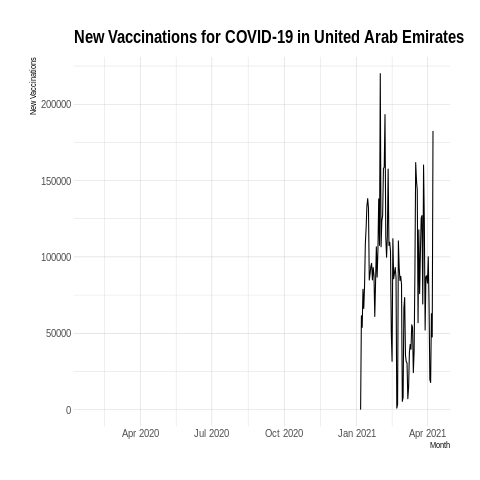 New Vaccinations for COVID-19 in United Arab Emirates
New Vaccinations
200000
150000
100000
50000
0
Apr 2020 Jul 2020 Oct 2020 Jan 2021 Apr 2021
Month